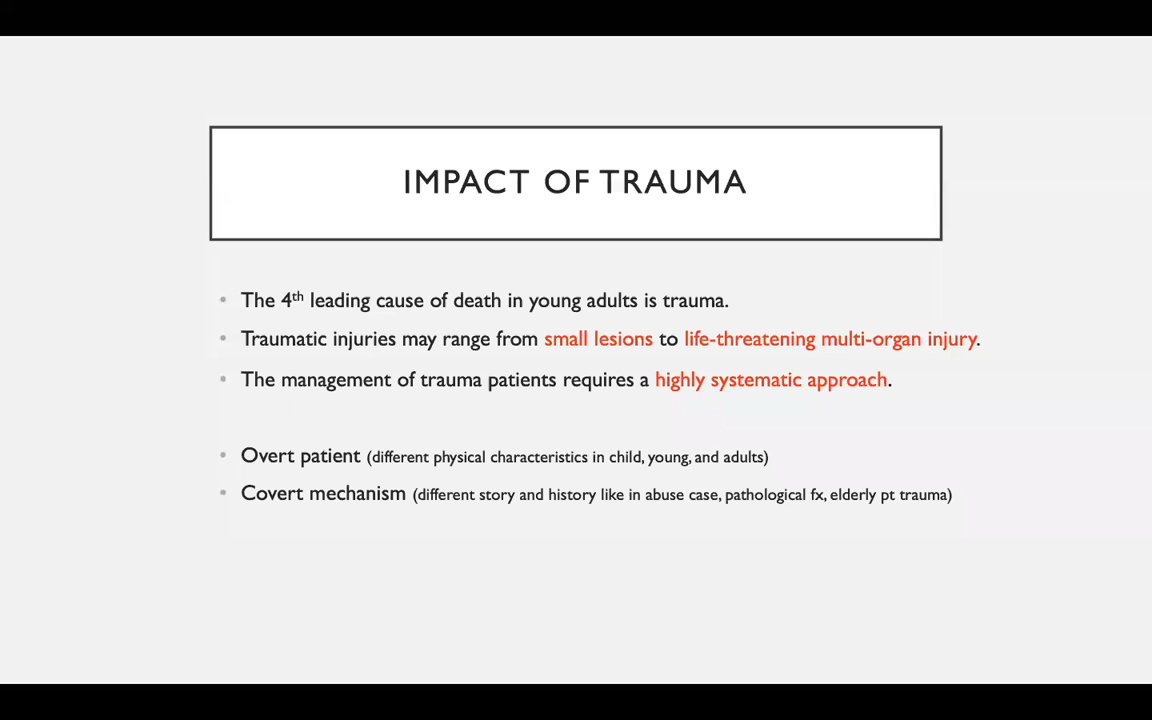 IMPACT OF TRAUMA
• The 4th leading cause of death in young adults is trauma.
• Traumatic injuries may range from small lesions to life-threatening multi-organ injury.
• The management of trauma patients requires a highly systematic approach.
• Overt patient (different physical characteristics in child, young, and adults)
• Covert mechanism (different story and history like in abuse case, pathological fx, elderly pt trauma)